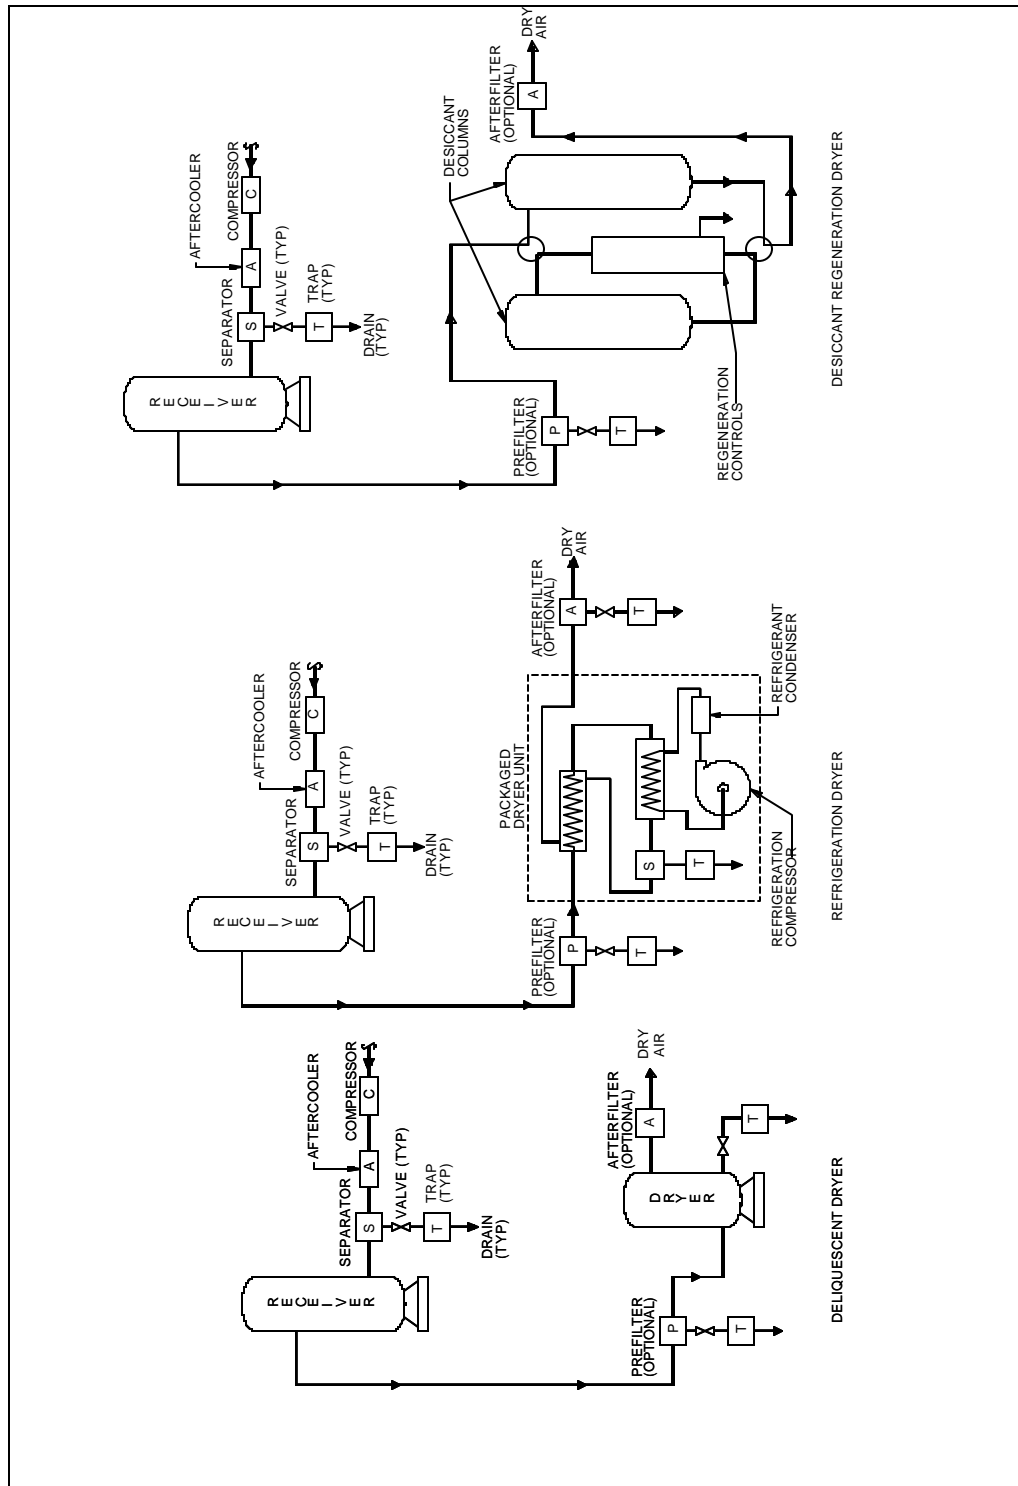 RECEIVER
SEPARATOR
AFTERCOOLER
COMPRESSOR
S
A
C
VALVE (TYP)
T
TRAP
(TYP)
DRAIN
(TYP)
PREFILTER
(OPTIONAL)
P
T
DRYER
AFTERFILTER
(OPTIONAL)
A
DRY
AIR
T
DELIQUESCENT DRYER
RECEIVER
SEPARATOR
AFTERCOOLER
COMPRESSOR
S
A
C
VALVE (TYP)
T
TRAP
(TYP)
DRAIN
(TYP)
PREFILTER
(OPTIONAL)
P
T
PACKAGED
DRYER UNIT
S
T
AFTERFILTER
(OPTIONAL)
A
T
DRY
AIR
REFRIGERATION
COMPRESSOR
REFRIGERANT
CONDENSER
REFRIGERATION DRYER
RECEIVER
SEPARATOR
AFTERCOOLER
COMPRESSOR
S
A
C
VALVE (TYP)
T
TRAP
(TYP)
DRAIN
(TYP)
PREFILTER
(OPTIONAL)
P
T
DESICCANT
COLUMNS
AFTERFILTER
(OPTIONAL)
A
DRY
AIR
REGENERATION
CONTROLS
DESICCANT REGENERATION DRYER